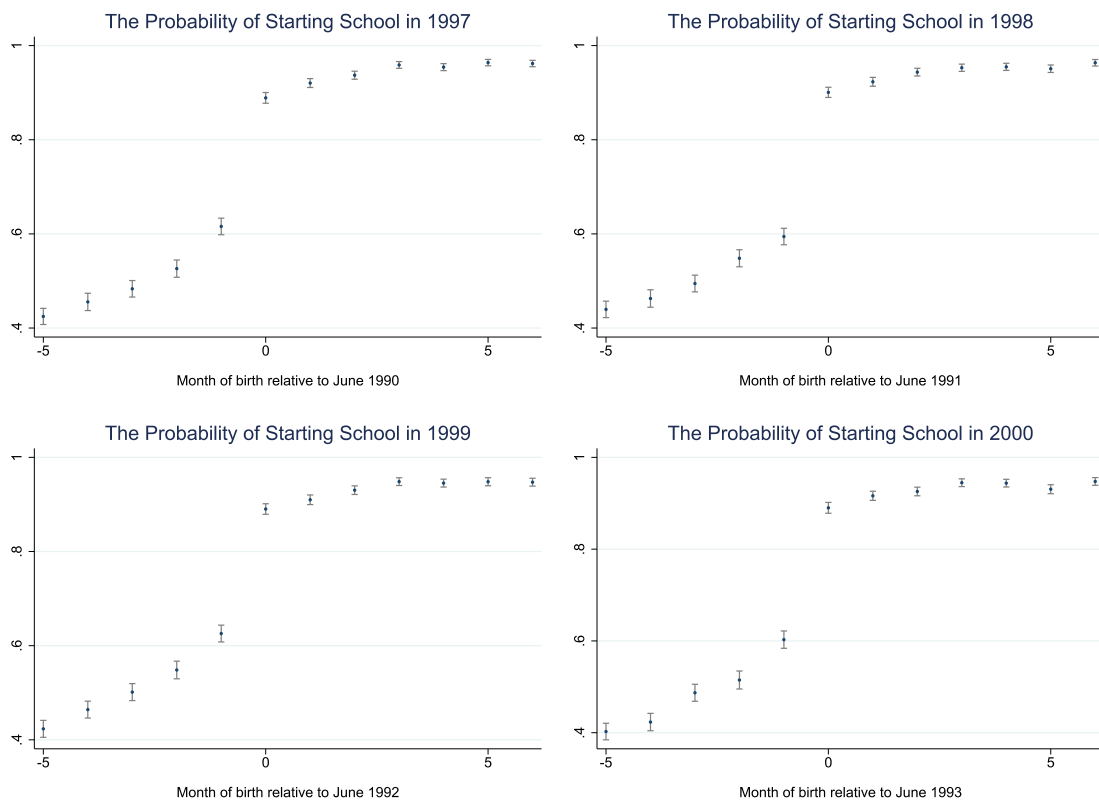 The Probability of Starting School in 1997
1
.8
.6
.4
-5 0 5
Month of birth relative to June 1990
The Probability of Starting School in 1998
1
.8
.6
.4
-5 0 5
Month of birth relative to June 1991
The Probability of Starting School in 1999
1
.8
.6
.4
-5 0 5
Month of birth relative to June 1992
The Probability of Starting School in 2000
1
.8
.6
.4
-5 0 5
Month of birth relative to June 1993